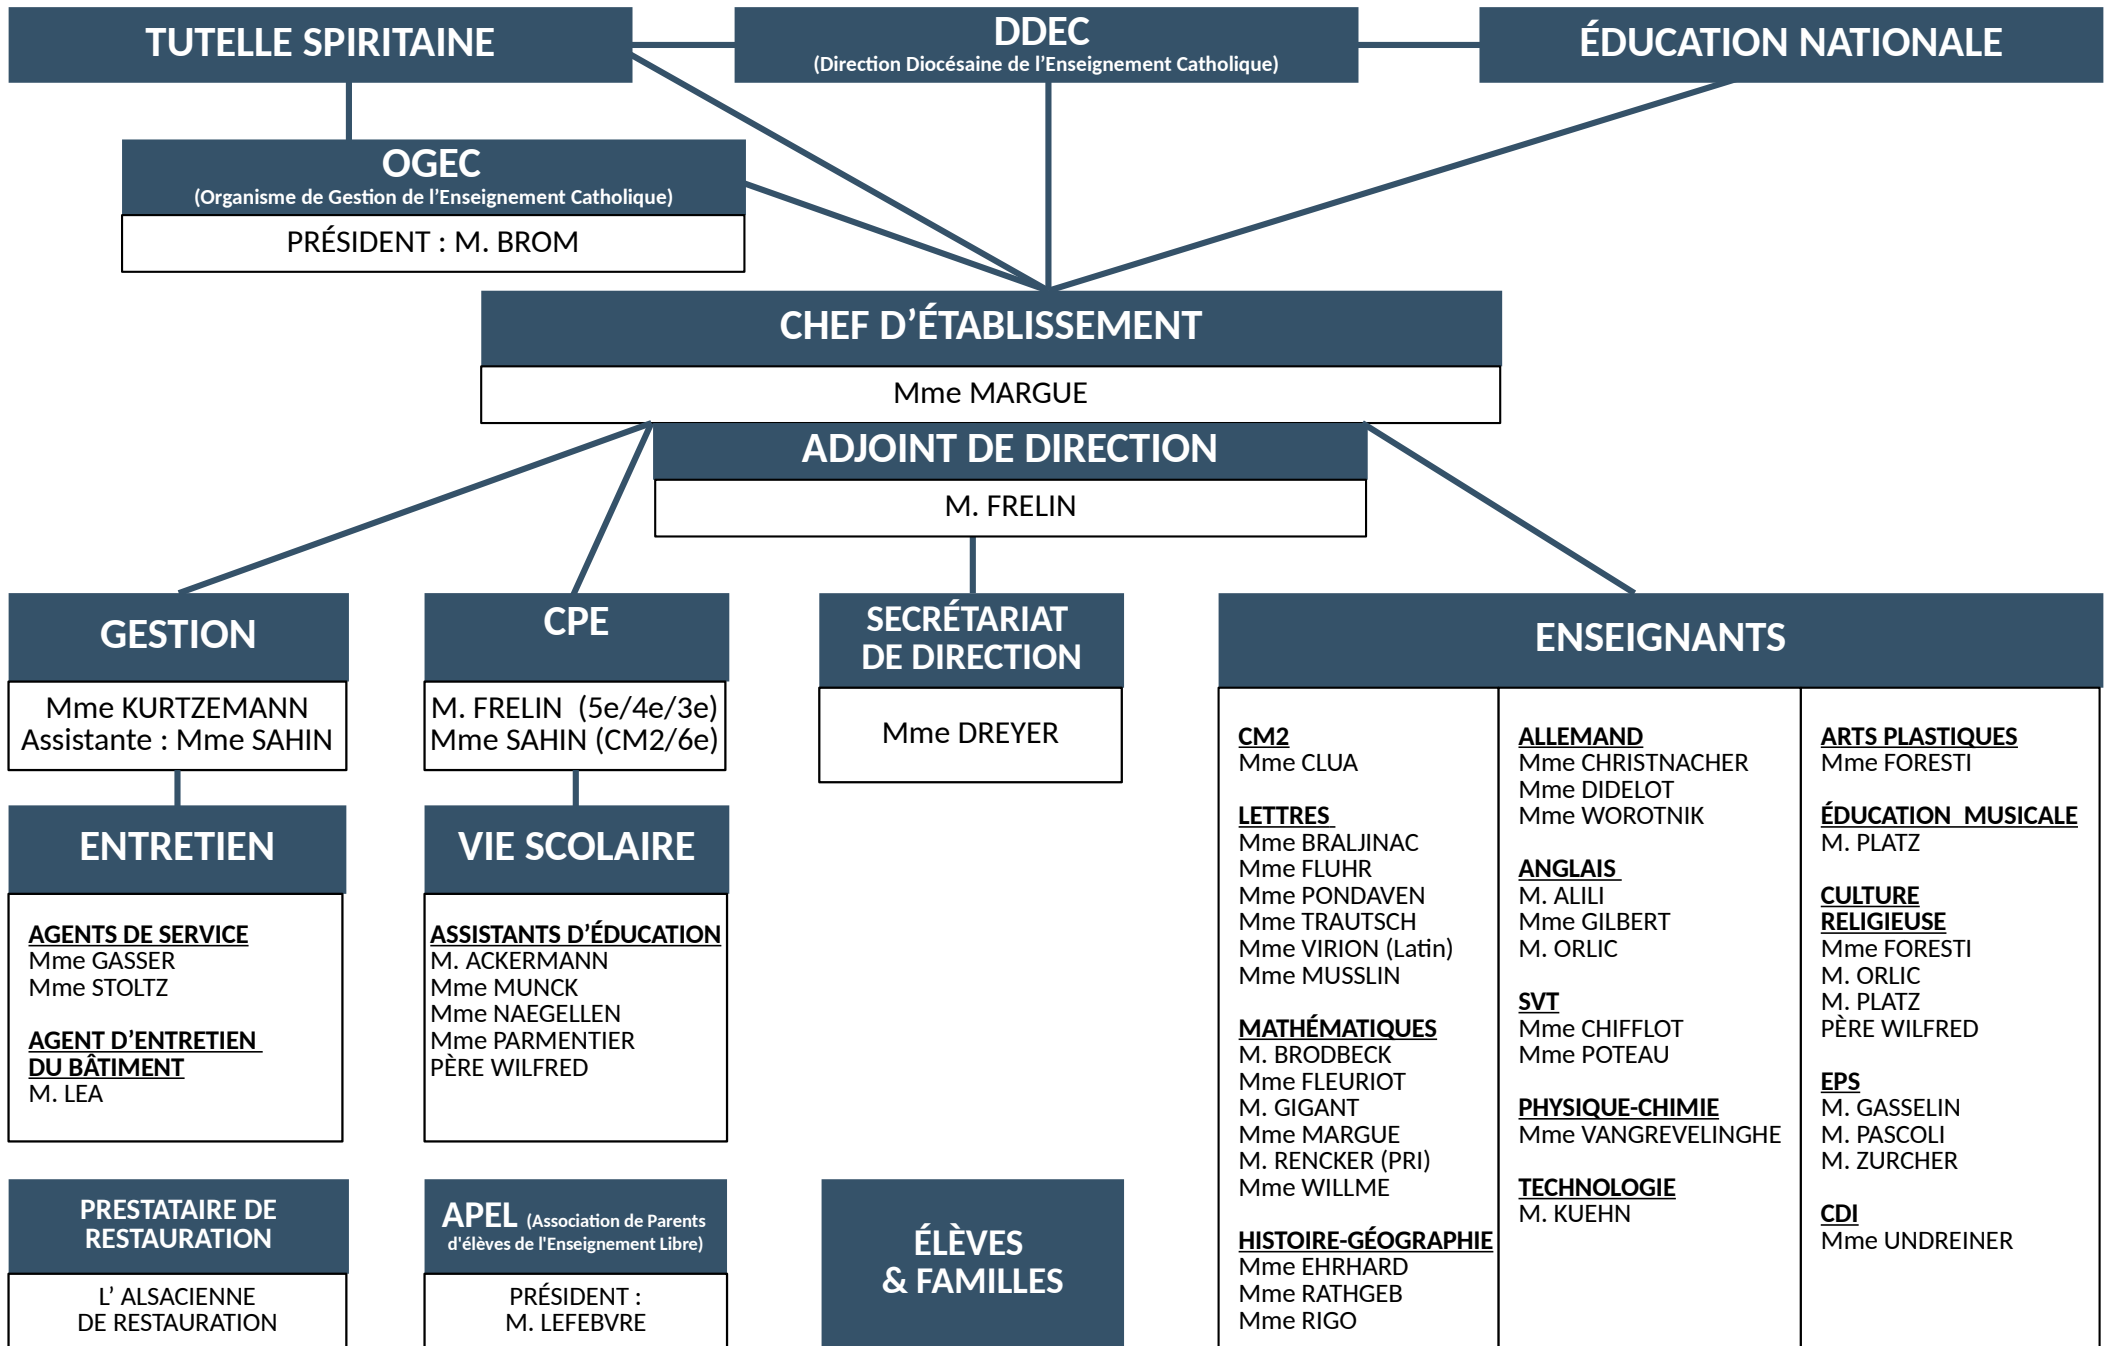 TUTELLE SPIRITAINE
DDEC
(Direction Diocésaine de l’Enseignement Catholique)
ÉDUCATION NATIONALE
OGEC
(Organisme de Gestion de l’Enseignement Catholique)
PRÉSIDENT : M. BROM
CHEF D’ÉTABLISSEMENT
Mme MARGUE
ADJOINT DE DIRECTION
M. FRELIN
GESTION
Mme KURTZEMANN
Assistante : Mme SAHIN
CPE
M. FRELIN (5e/4e/3e)
Mme SAHIN (CM2/6e)
SECRÉTARIAT
DE DIRECTION
Mme DREYER
ENTRETIEN
AGENTS DE SERVICE
Mme GASSER
Mme STOLTZ
AGENT D’ENTRETIEN
DU BÂTIMENT
M. LEA
VIE SCOLAIRE
ASSISTANTS D’ÉDUCATION
M. ACKERMANN
Mme MUNCK
Mme NAEGELLEN
Mme PARMENTIER
PÈRE WILFRED
ENSEIGNANTS
CM2
Mme CLUA
LETTRES
Mme BRALJINAC
Mme FLUHR
Mme PONDAVEN
Mme TRAUTSCH
Mme VIRION (Latin)
Mme MUSSLIN
MATHÉMATIQUES
M. BRODBECK
Mme FLEURIOT
M. GIGANT
Mme MARGUE
M. RENCKER (PRI)
Mme WILLME
HISTOIRE-GÉOGRAPHIE
Mme EHRHARD
Mme RATHGEB
Mme RIGO
ALLEMAND
Mme CHRISTNACHER
Mme DIDELOT
Mme WOROTNIK
ANGLAIS
M. ALILI
Mme GILBERT
M. ORLIC
SVT
Mme CHIFFLOT
Mme POTEAU
PHYSIQUE-CHIMIE
Mme VANGREVELINGHE
TECHNOLOGIE
M. KUEHN
ARTS PLASTIQUES
Mme FORESTI
ÉDUCATION MUSICALE
M. PLATZ
CULTURE
RELIGIEUSE
Mme FORESTI
M. ORLIC
M. PLATZ
PÈRE WILFRED
EPS
M. GASSELIN
M. PASCOLI
M. ZURCHER
CDI
Mme UNDREINER
PRESTATAIRE DE
RESTAURATION
L’ ALSACIENNE
DE RESTAURATION
APEL (Association de Parents
d'élèves de l'Enseignement Libre)
PRÉSIDENT :
M. LEFEBVRE
ÉLÈVES
& FAMILLES